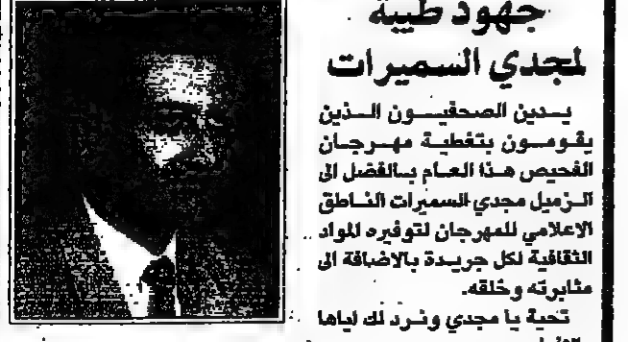 جهود طيبة
لمجدي السميرات
يدين الصحفيون الذين
يقومون بتغطية مهرجان
الفحيص هذا العام بالفضل الى
الزميل مجدي السميرات الناطق
الاعلامي للمهرجان لتوفيره المواد
الثقافية لكل جريدة بالاضافة الى
مثابرته وخلقه.
تحية يا مجدي ونرد لك اياها